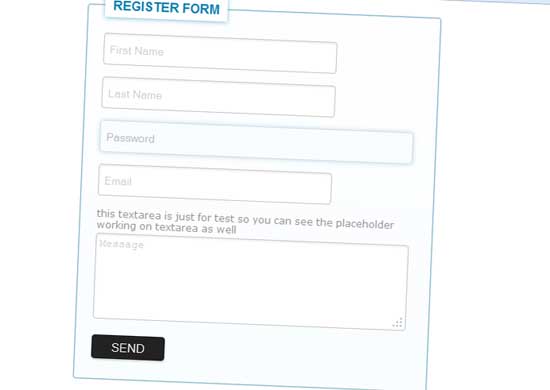 REGISTER FORM
First Name
Last Name
Password
Email
this textarea is just for test so you can see the placeholder
working on textarea as well
Message
SEND